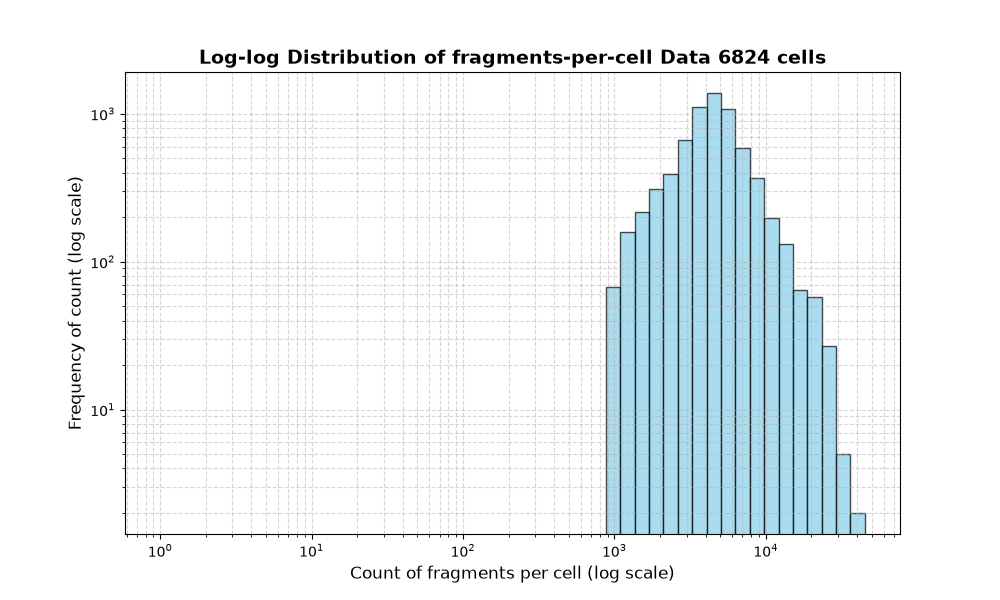 Log-log Distribution of fragments-per-cell Data 6824 cells
Frequency of count (log scale)
10³
10²
10¹
10⁰ 10¹ 10² 10³ 10⁴
Count of fragments per cell (log scale)